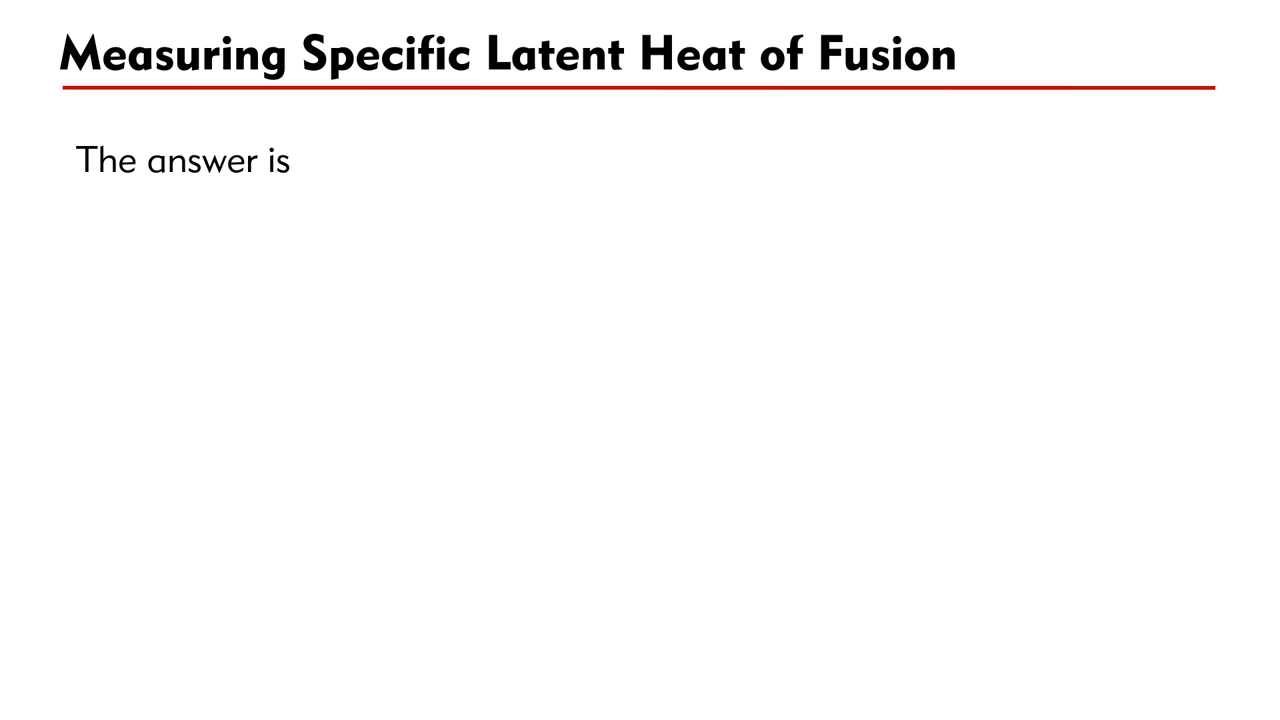 Measuring Specific Latent Heat of Fusion
The answer is